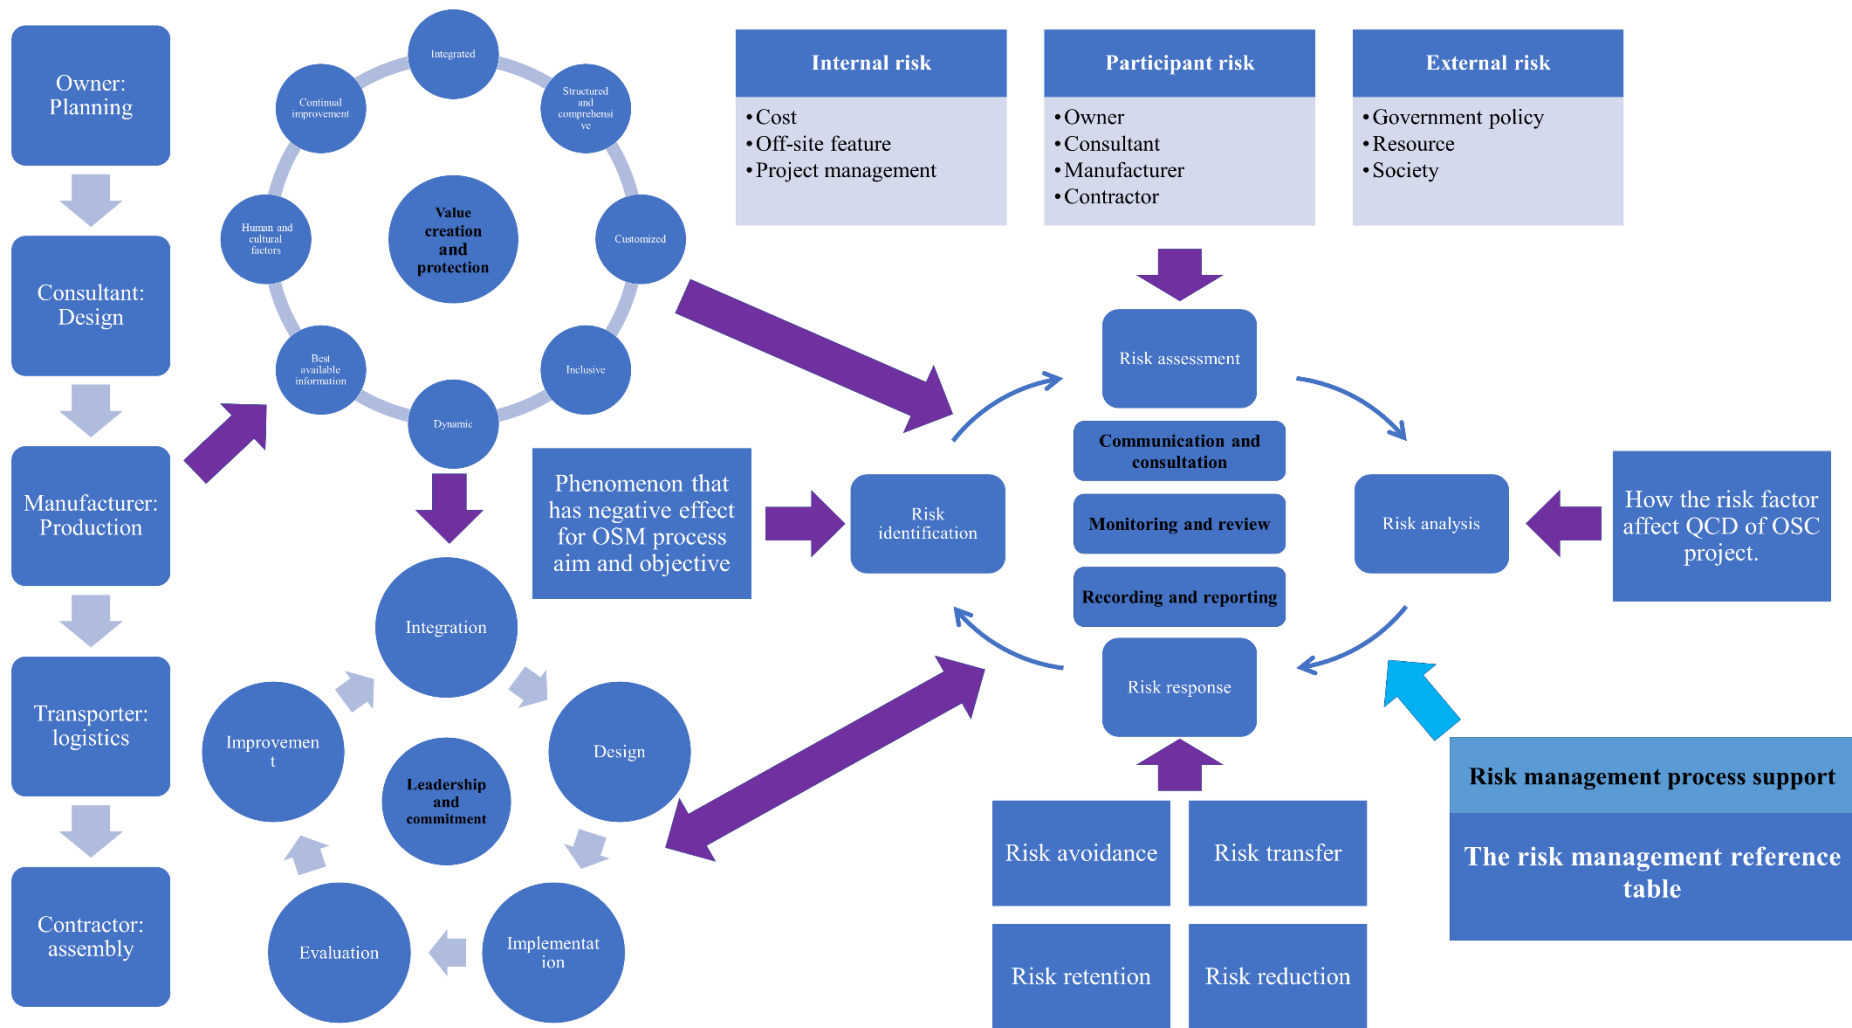 Owner:
Planning
Consultant:
Design
Manufacturer:
Production
Transporter:
logistics
Contractor:
assembly
Integrated
Structured
and
comprehensi
ve
Customized
Inclusive
Dynamic
Best
available
information
Human and
cultural
factors
Continual
improvement
Value
creation
and
protection
Integration
Design
Implementat
ion
Evaluation
Improvemen
t
Leadership
and
commitment
Internal risk
•Cost
•Off-site feature
•Project management
Participant risk
•Owner
•Consultant
•Manufacturer
•Contractor
External risk
•Government policy
•Resource
•Society
Phenomenon that
has negative effect
for OSM process
aim and objective
Risk
identification
Risk assessment
Communication and
consultation
Monitoring and review
Recording and reporting
Risk response
Risk analysis
How the risk factor
affect QCD of OSC
project.
Risk avoidance
Risk transfer
Risk retention
Risk reduction
Risk management process support
The risk management reference
table